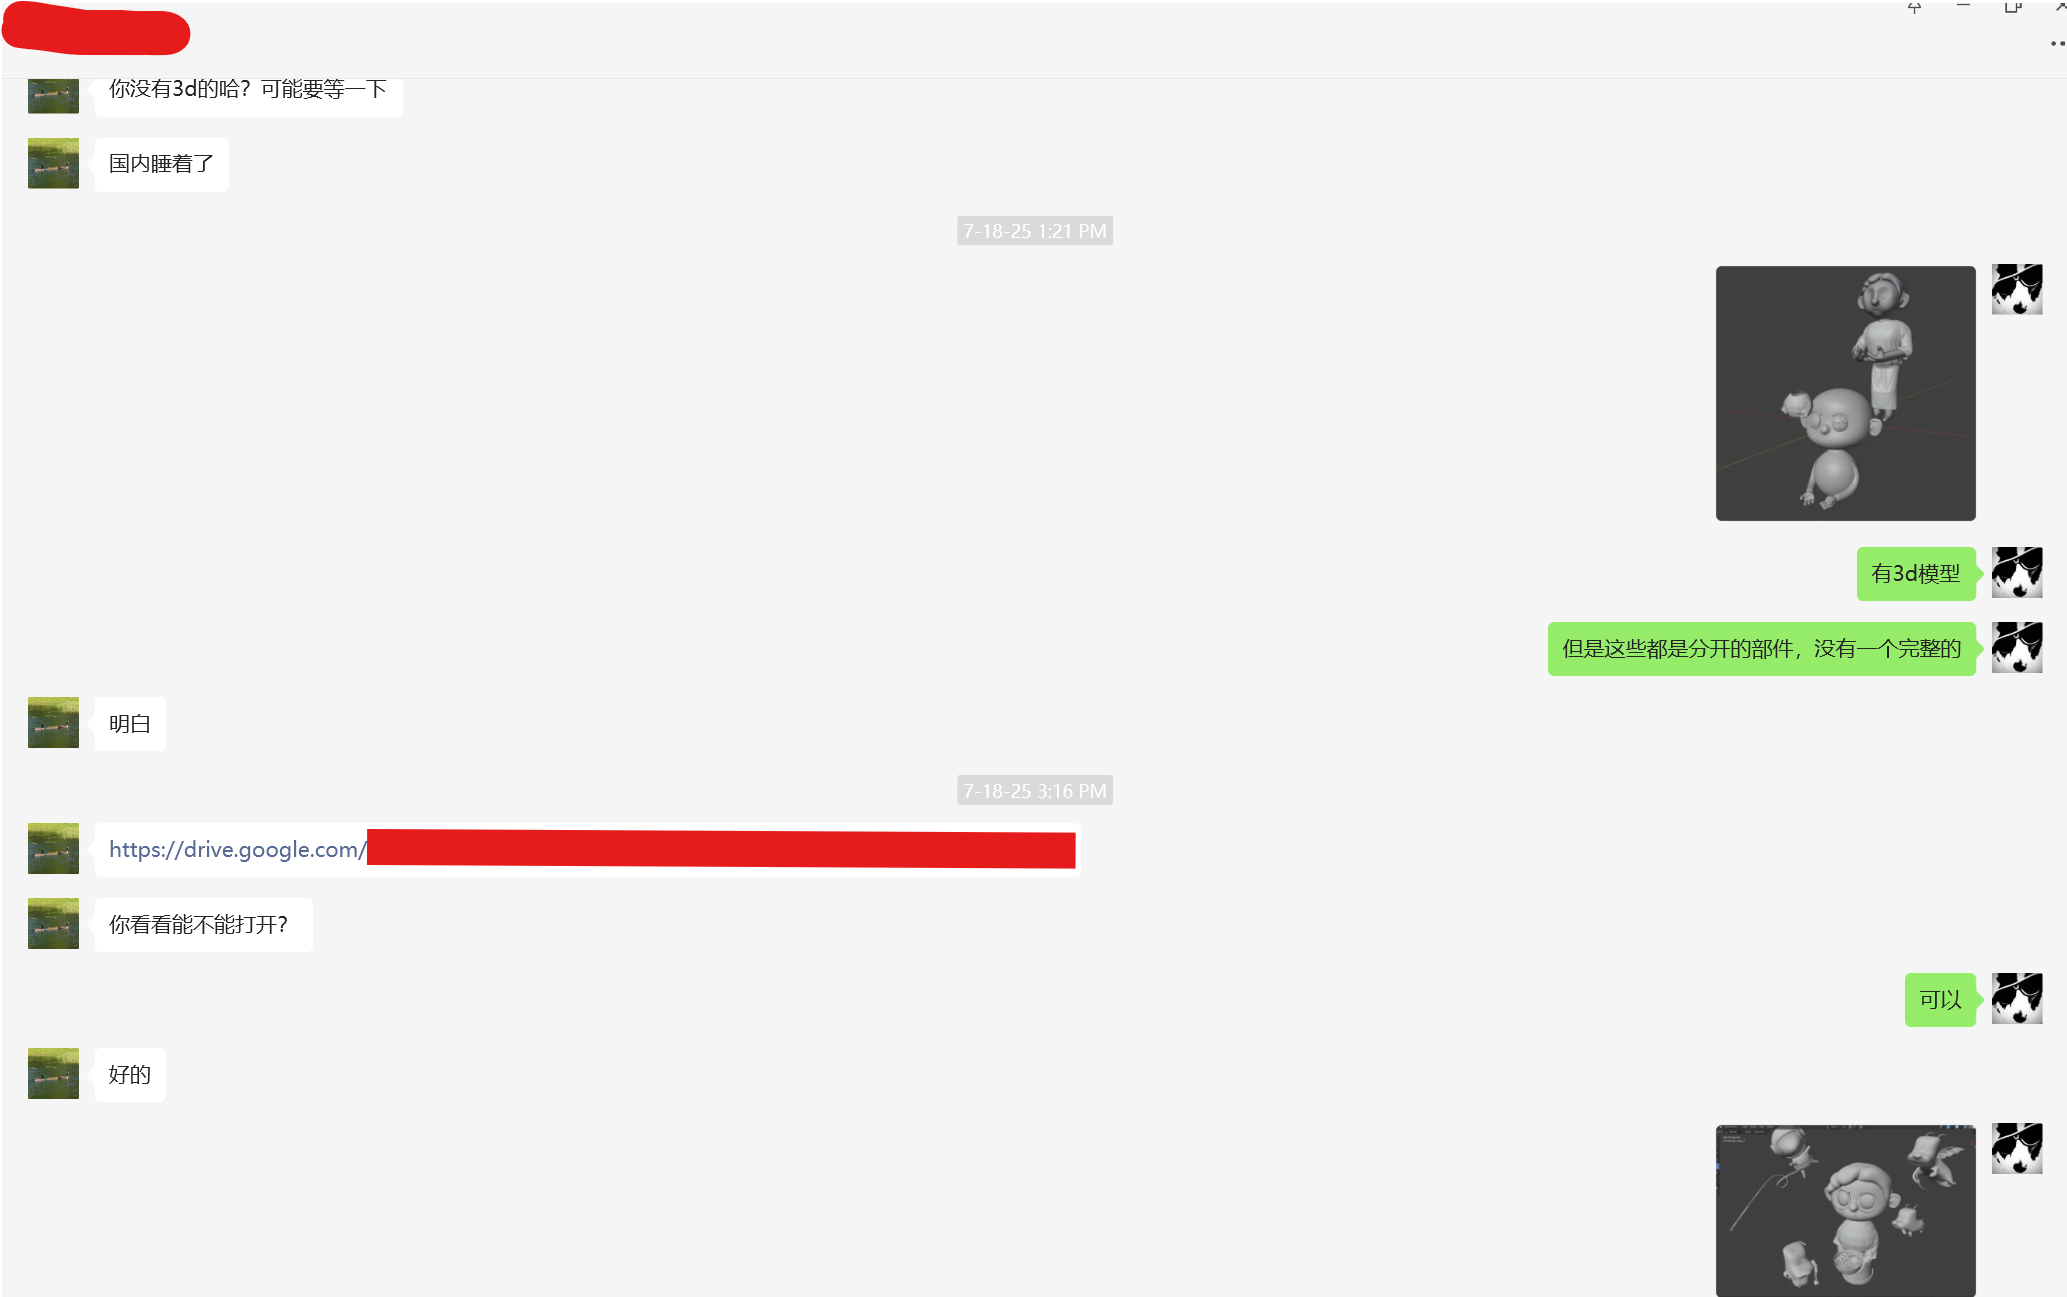 你没有3d的哈？可能要等一下
国内睡着了
7-18-25 1:21 PM
有3d模型
但是这些都是分开的部件，没有一个完整的
明白
7-18-25 3:16 PM
https://drive.google.com/
你看看能不能打开？
可以
好的